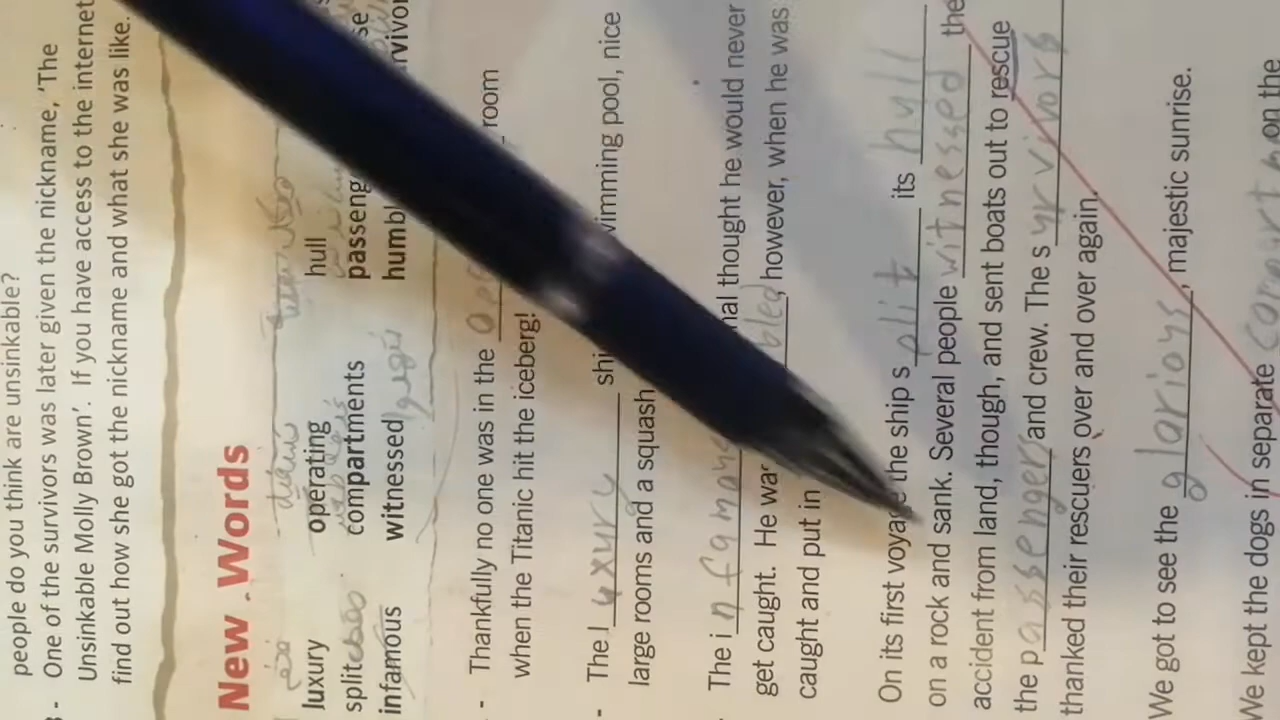 people do you think are unsinkable?
One of the survivors was later given the nickname, 'The
Unsinkable Molly Brown'. If you have access to the internet
find out how she got the nickname and what she was like.
New Words
luxury operating hull
split compartments passeng
infamous witnessed humbl
- Thankfully no one was in the room
when the Titanic hit the iceberg!
- The luxury shi imming pool, nice
large rooms and a squash
The infamous nal thought he would never
get caught. He was bled however, when he was
caught and put in
On its first voyage the ship split its hull
on a rock and sank. Several people witnessed the
accident from land, though, and sent boats out to rescue
the passengers and crew. The survivors
thanked their rescuers over and over again.
We got to see the glorious, majestic sunrise.
We kept the dogs in separate on the